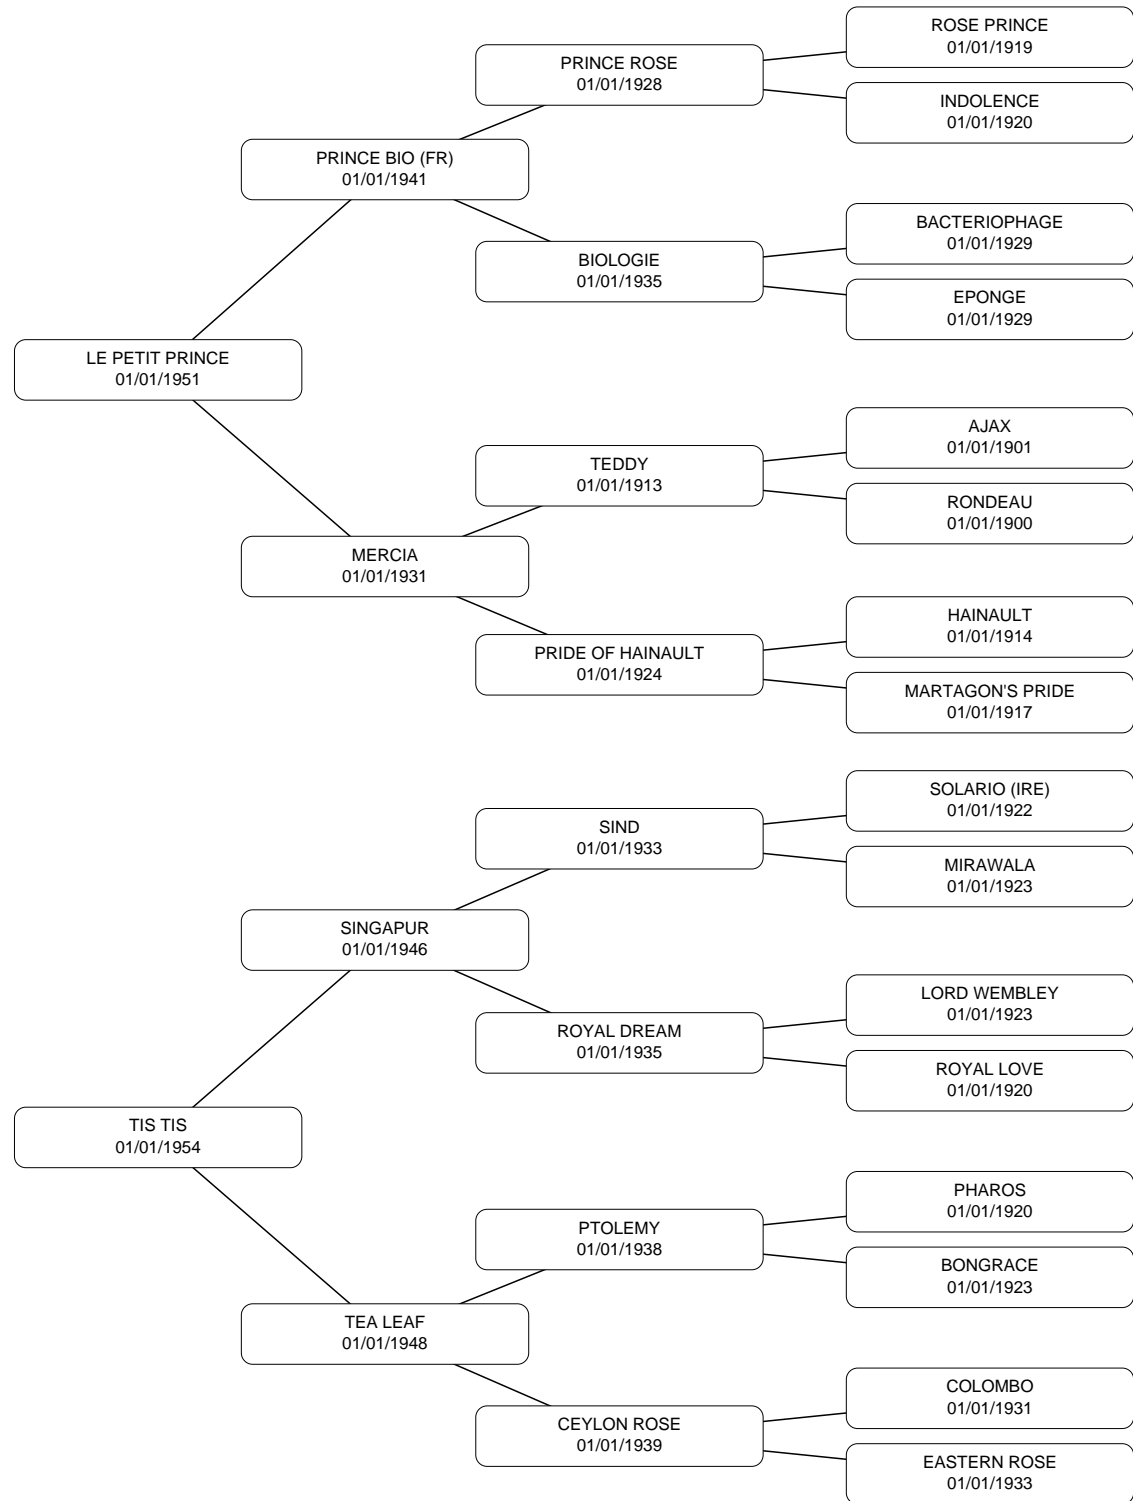 ROSE PRINCE
01/01/1919
PRINCE ROSE
01/01/1928
INDOLENCE
01/01/1920
PRINCE BIO (FR)
01/01/1941
BACTERIOPHAGE
01/01/1929
BIOLOGIE
01/01/1935
EPONGE
01/01/1929
LE PETIT PRINCE
01/01/1951
AJAX
01/01/1901
TEDDY
01/01/1913
RONDEAU
01/01/1900
MERCIA
01/01/1931
HAINAULT
01/01/1914
PRIDE OF HAINAULT
01/01/1924
MARTAGON'S PRIDE
01/01/1917
SOLARIO (IRE)
01/01/1922
SIND
01/01/1933
MIRAWALA
01/01/1923
SINGAPUR
01/01/1946
LORD WEMBLEY
01/01/1923
ROYAL DREAM
01/01/1935
ROYAL LOVE
01/01/1920
TIS TIS
01/01/1954
PHAROS
01/01/1920
PTOLEMY
01/01/1938
BONGRACE
01/01/1923
TEA LEAF
01/01/1948
COLOMBO
01/01/1931
CEYLON ROSE
01/01/1939
EASTERN ROSE
01/01/1933